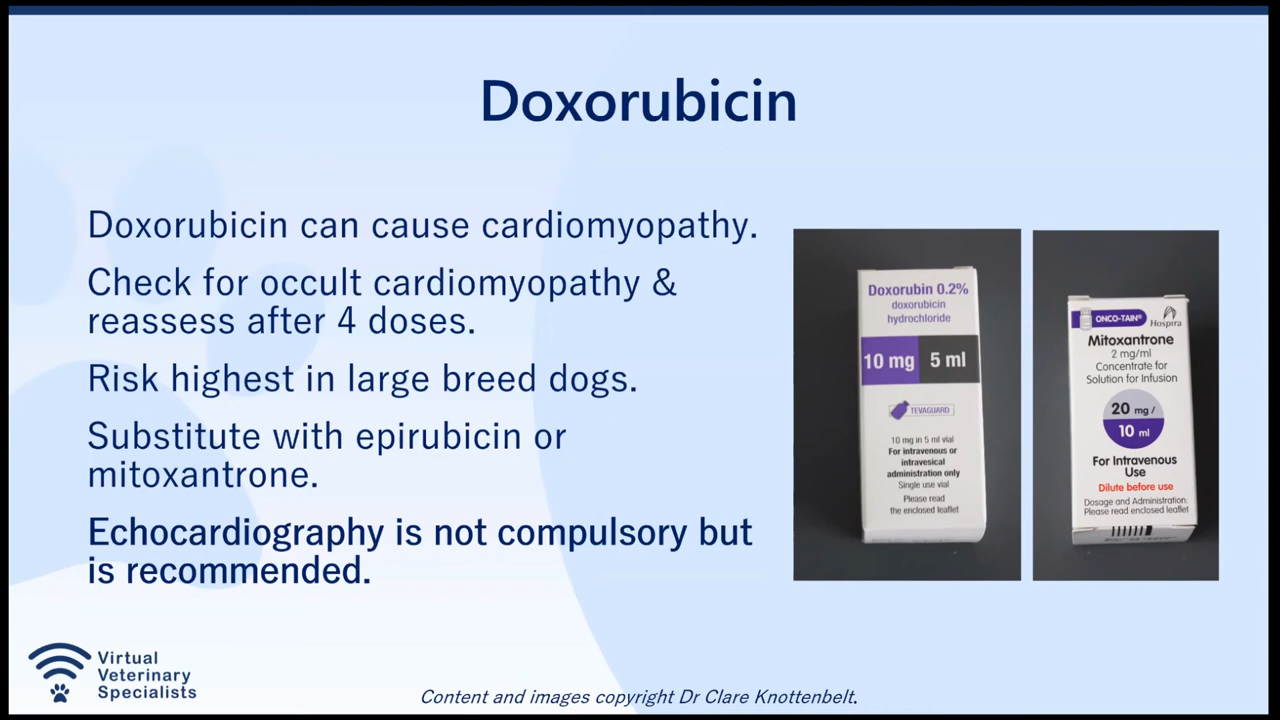 Doxorubicin
Doxorubicin can cause cardiomyopathy.
Check for occult cardiomyopathy &
reassess after 4 doses.
Risk highest in large breed dogs.
Substitute with epirubicin or
mitoxantrone.
Echocardiography is not compulsory but
is recommended.
Doxorubin 0.2%
doxorubicin
hydrochloride
10 mg 5 ml
TEVAGUARD
10 mg in 5 ml vial
For intravenous or
intravesical
administration only
Single use vial
Please read
the enclosed leaflet
ONCO-TAIN®
Hospira
Mitoxantrone
2 mg/ml
Concentrate for
Solution for Infusion
20 mg /
10 ml
For Intravenous
Use
Dilute before use
Dosage and Administration:
Please read enclosed leaflet
Virtual
Veterinary
Specialists
Content and images copyright Dr Clare Knottenbelt.